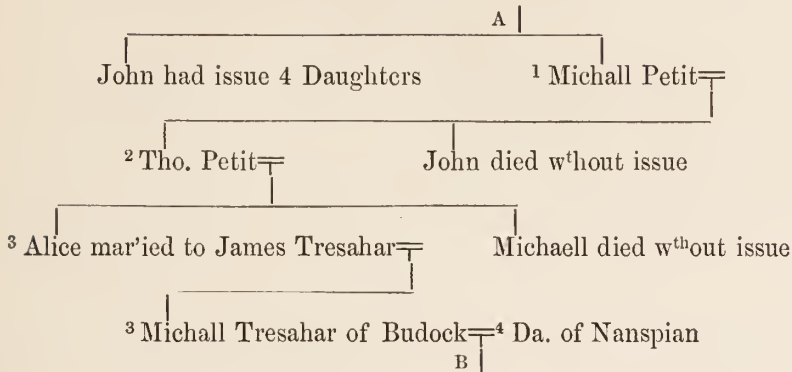 A
John had issue 4 Daughters ¹ Michall Petit
² Tho. Petit John died wᵗhout issue
³ Alice mar'ied to James Tresahar Michaell died wᵗʰout issue
³ Michall Tresahar of Budock ⁴ Da. of Nanspian
B